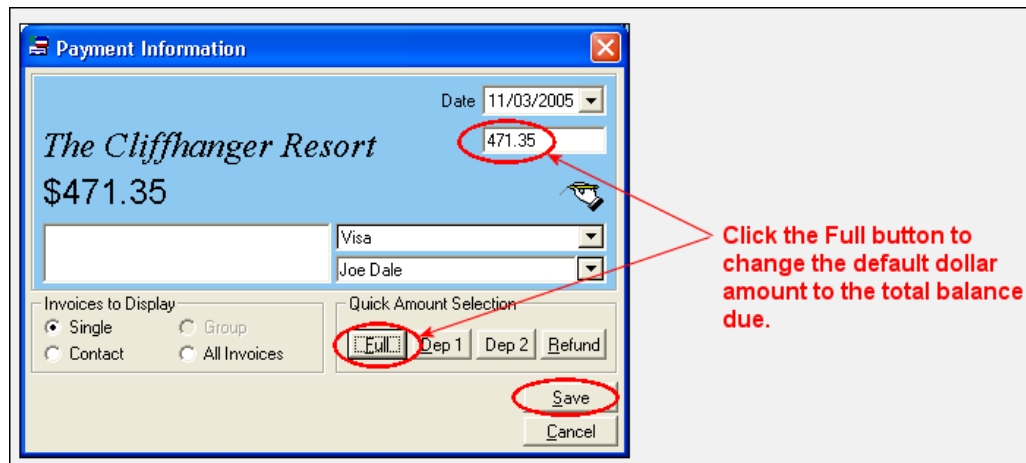 Payment Information
Date 11/03/2005
The Cliffhanger Resort
471.35
$471.35
Visa
Joe Dale
Invoices to Display
Single Group
Contact All Invoices
Quick Amount Selection
Full Dep 1 Dep 2 Refund
Save
Cancel
Click the Full button to
change the default dollar
amount to the total balance
due.